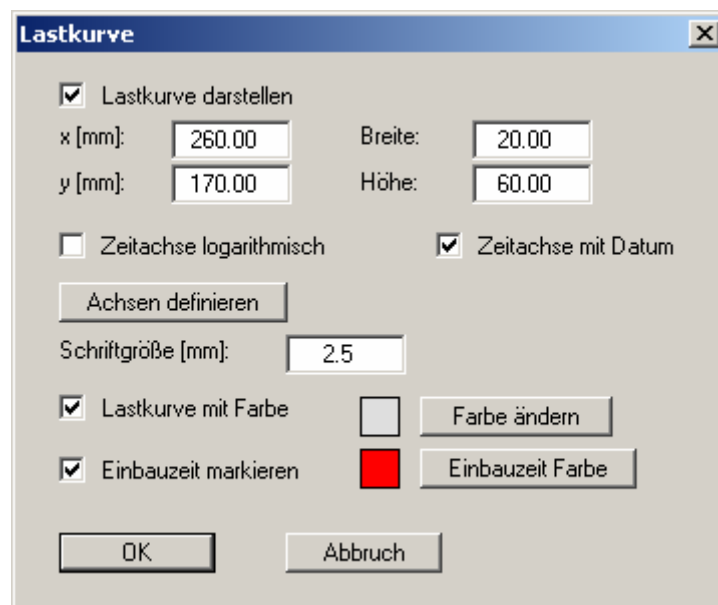 Lastkurve
Lastkurve darstellen
x [mm]: 260.00 Breite: 20.00
y [mm]: 170.00 Höhe: 60.00
Zeitachse logarithmisch Zeitachse mit Datum
Achsen definieren
Schriftgröße [mm]: 2.5
Lastkurve mit Farbe Farbe ändern
Einbauzeit markieren Einbauzeit Farbe
OK Abbruch